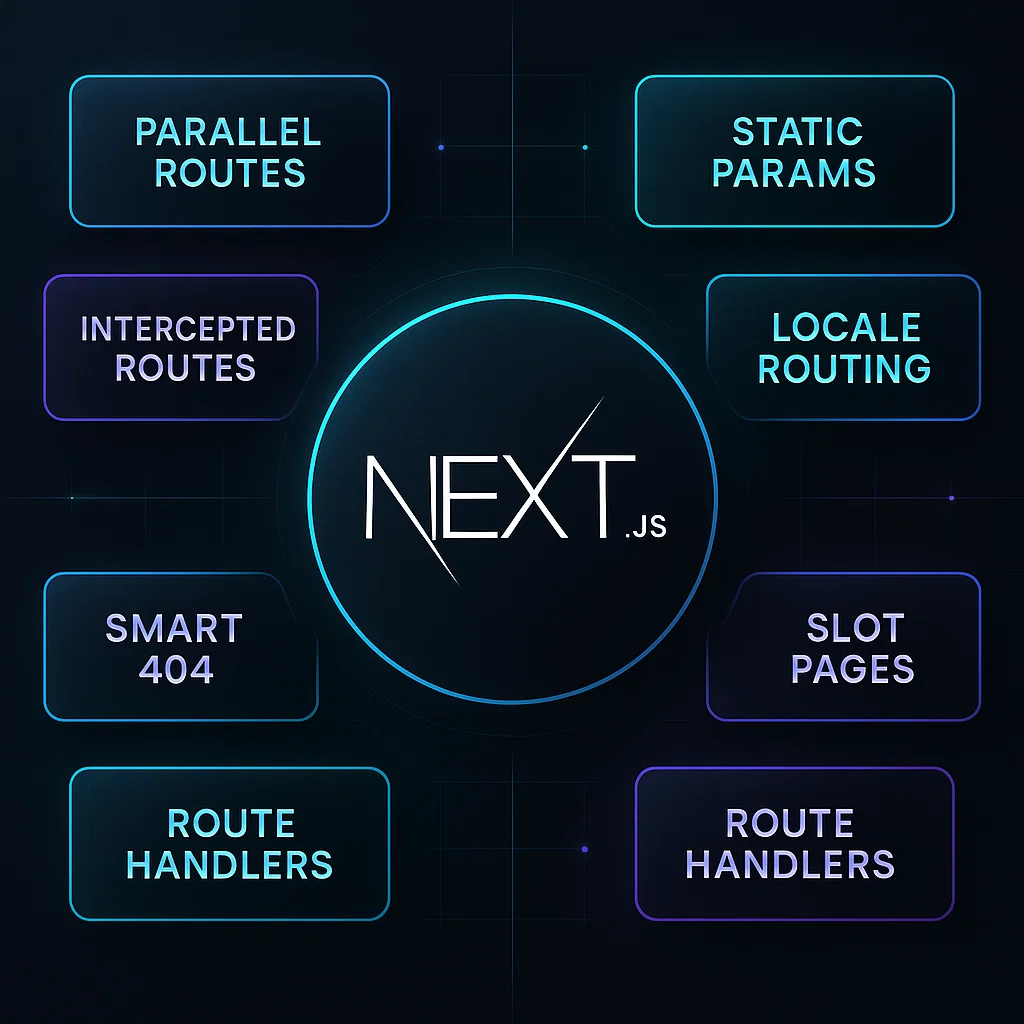 PARALLEL
ROUTES
STATIC
PARAMS
INTERCEPTED
ROUTES
LOCALE
ROUTING
NEXT.JS
SMART
404
SLOT
PAGES
ROUTE
HANDLERS
ROUTE
HANDLERS